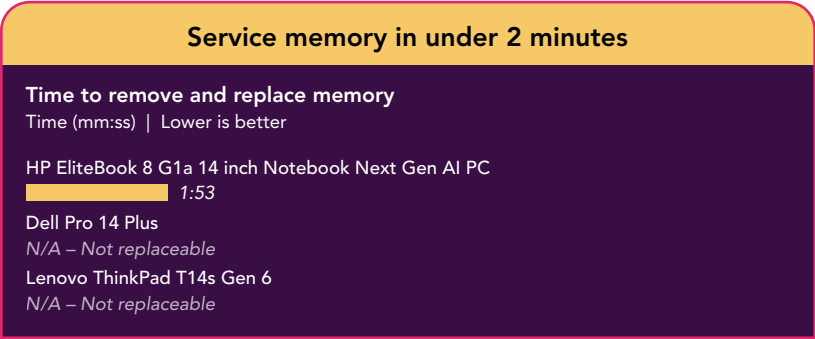 Service memory in under 2 minutes
Time to remove and replace memory
Time (mm:ss) | Lower is better
HP EliteBook 8 G1a 14 inch Notebook Next Gen AI PC
1:53
Dell Pro 14 Plus
N/A – Not replaceable
Lenovo ThinkPad T14s Gen 6
N/A – Not replaceable